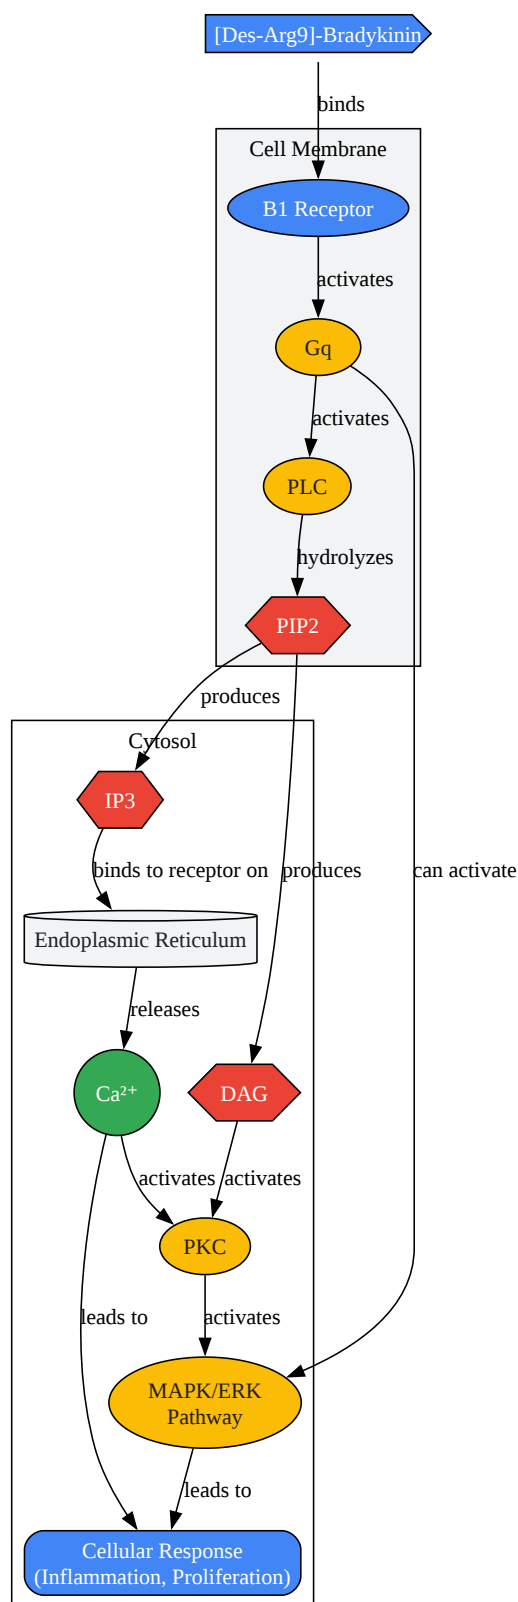 [Des-Arg9]-Bradykinin
binds
Cell Membrane
B1 Receptor
activates
Gq
activates
PLC
hydrolyzes
PIP2
produces
Cytosol
IP3
binds to receptor on
produces
can activate
Endoplasmic Reticulum
releases
Ca²⁺
DAG
activates
activates
PKC
leads to
activates
MAPK/ERK
Pathway
leads to
Cellular Response
(Inflammation, Proliferation)